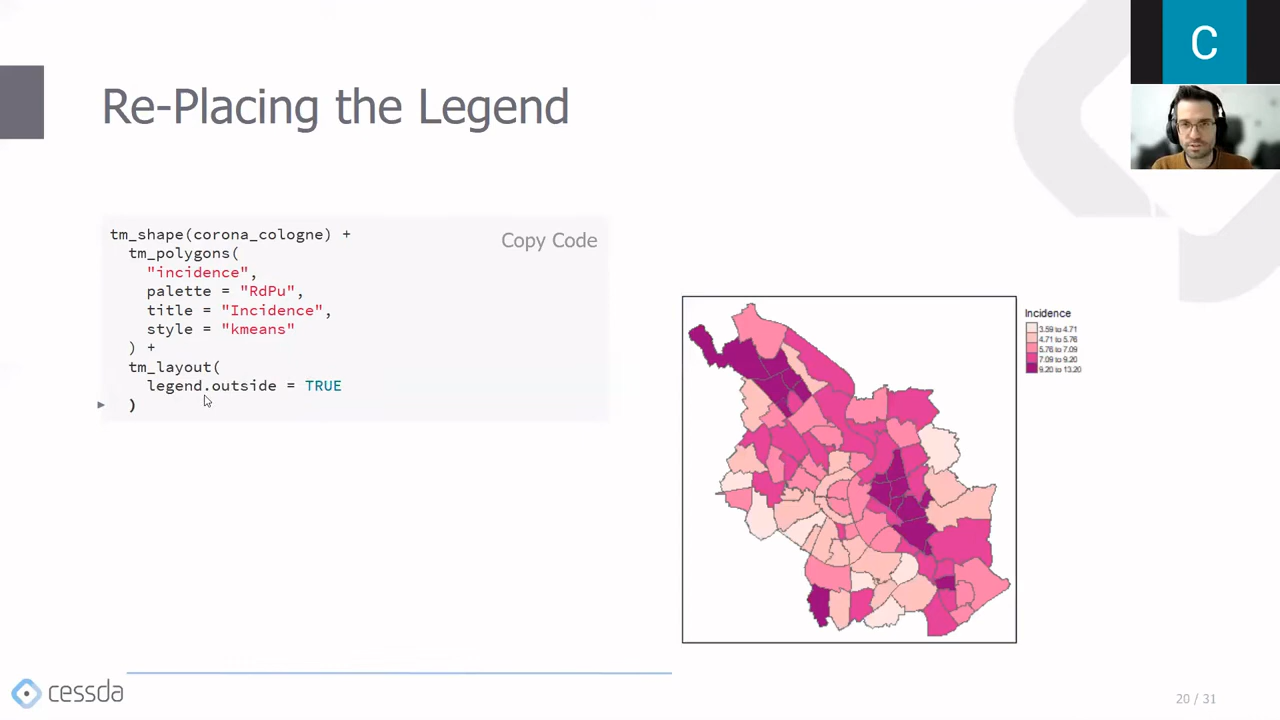 C
Re-Placing the Legend
tm_shape(corona_cologne) +
Copy Code
tm_polygons(
"incidence",
palette = "RdPu",
title = "Incidence",
style = "kmeans"
) +
tm_layout(
legend.outside = TRUE
)
Incidence
3.59 to 4.71
4.71 to 5.76
5.76 to 7.09
7.09 to 9.20
9.20 to 13.20
cessda
20 / 31